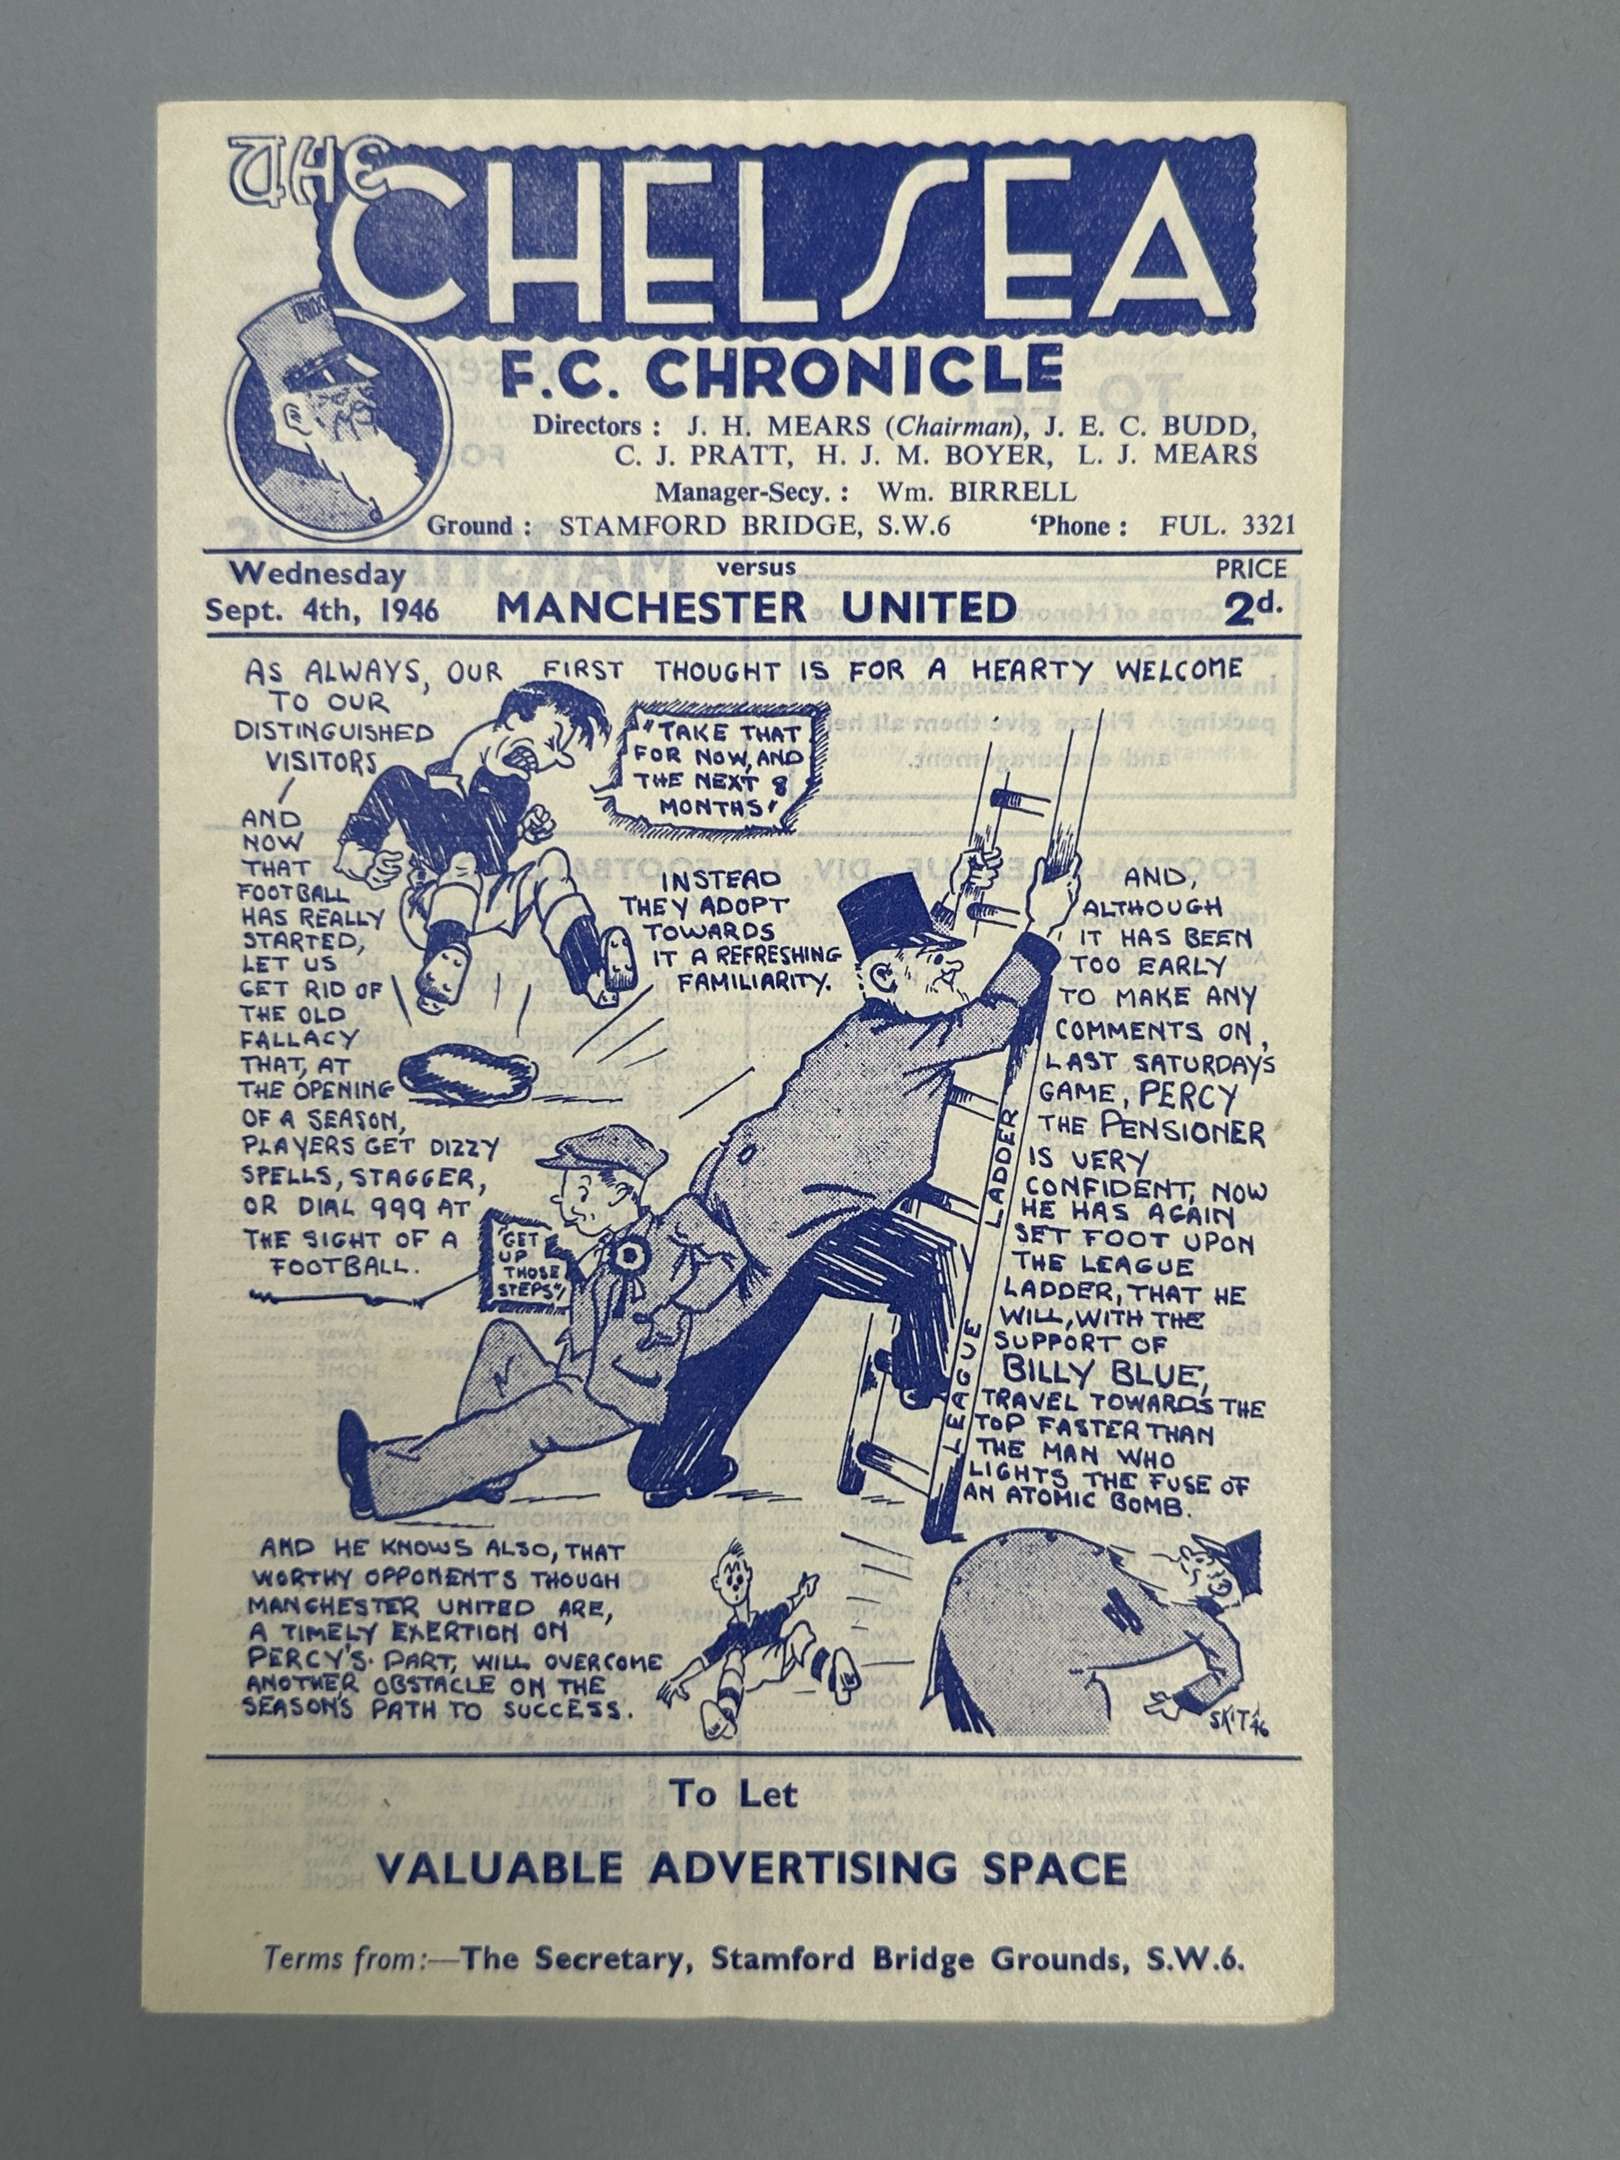 THE
CHELSEA
F.C. CHRONICLE
Directors : J. H. MEARS (Chairman), J. E. C. BUDD,
C. J. PRATT, H. J. M. BOYER, L. J. MEARS
Manager-Secy. : Wm. BIRRELL
Ground : STAMFORD BRIDGE, S.W.6 'Phone : FUL. 3321
Wednesday
Sept. 4th, 1946
versus
MANCHESTER UNITED
PRICE
2d.
AS ALWAYS, OUR FIRST THOUGHT IS FOR A HEARTY WELCOME
TO OUR
DISTINGUISHED
VISITORS
AND
NOW
THAT
FOOTBALL
HAS REALLY
STARTED,
LET US
GET RID OF
THE OLD
FALLACY
THAT, AT
THE OPENING
OF A SEASON,
PLAYERS GET DIZZY
SPELLS, STAGGER,
OR DIAL 999 AT
THE SIGHT OF A
FOOTBALL.
"TAKE THAT
FOR NOW, AND
THE NEXT 8
MONTHS"
INSTEAD
THEY ADOPT
TOWARDS
IT A REFRESHING
FAMILIARITY.
"GET
UP
THOSE
STEPS"!
LEAGUE LADDER
AND,
ALTHOUGH
IT HAS BEEN
TOO EARLY
TO MAKE ANY
COMMENTS ON,
LAST SATURDAY'S
GAME, PERCY
THE PENSIONER
IS VERY
CONFIDENT, NOW
HE HAS AGAIN
SET FOOT UPON
THE LEAGUE
LADDER, THAT HE
WILL, WITH THE
SUPPORT OF
BILLY BLUE,
TRAVEL TOWARDS THE
TOP FASTER THAN
THE MAN WHO
LIGHTS THE FUSE OF
AN ATOMIC BOMB.
AND HE KNOWS ALSO, THAT
WORTHY OPPONENTS THOUGH
MANCHESTER UNITED ARE,
A TIMELY EXERTION ON
PERCY'S PART, WILL OVERCOME
ANOTHER OBSTACLE ON THE
SEASON'S PATH TO SUCCESS.
SKIT 46
To Let
VALUABLE ADVERTISING SPACE
Terms from:—The Secretary, Stamford Bridge Grounds, S.W.6.